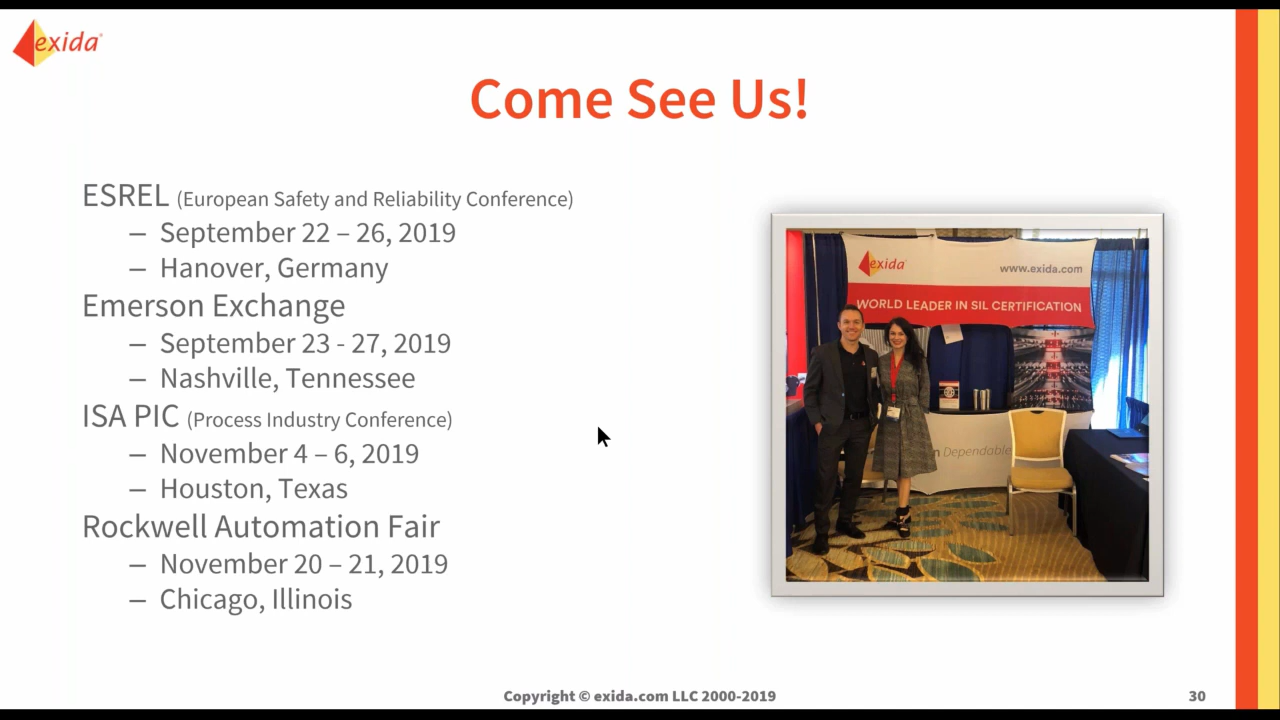 exida
Come See Us!
ESREL (European Safety and Reliability Conference)
– September 22 – 26, 2019
– Hanover, Germany
Emerson Exchange
– September 23 - 27, 2019
– Nashville, Tennessee
ISA PIC (Process Industry Conference)
– November 4 – 6, 2019
– Houston, Texas
Rockwell Automation Fair
– November 20 – 21, 2019
– Chicago, Illinois
exida
www.exida.com
WORLD LEADER IN SIL CERTIFICATION
Dependable
Copyright © exida.com LLC 2000-2019
30